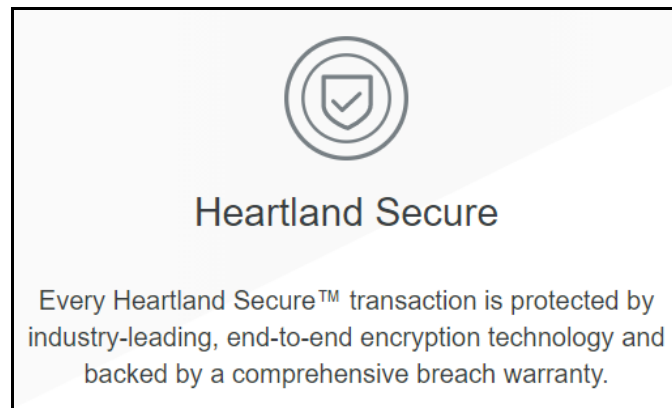 Heartland Secure
Every Heartland Secure™ transaction is protected by
industry-leading, end-to-end encryption technology and
backed by a comprehensive breach warranty.